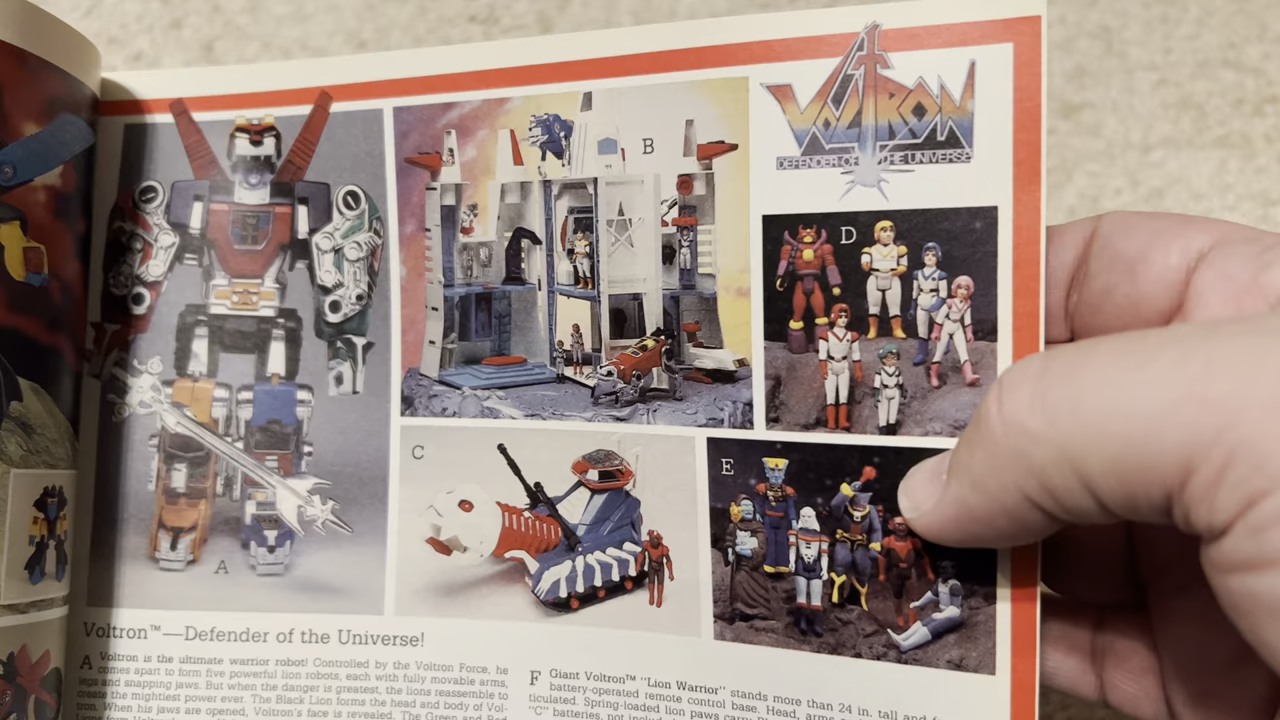 VOLTRON
DEFENDER OF THE UNIVERSE
B
D
C
E
A
Voltron™—Defender of the Universe!
A Voltron is the ultimate warrior robot! Controlled by the Voltron Force, he
comes apart to form five powerful lion robots, each with fully movable arms,
legs and snapping jaws. But when the danger is greatest, the lions reassemble to
create the mightiest power ever. The Black Lion forms the head and body of Vol-
tron. When his jaws are opened, Voltron's face is revealed. The Green and Red
F Giant Voltron™ "Lion Warrior" stands more than 24 in. tall and
battery-operated remote control base. Head, arms
ticulated. Spring-loaded lion paws
"C" batteries, not